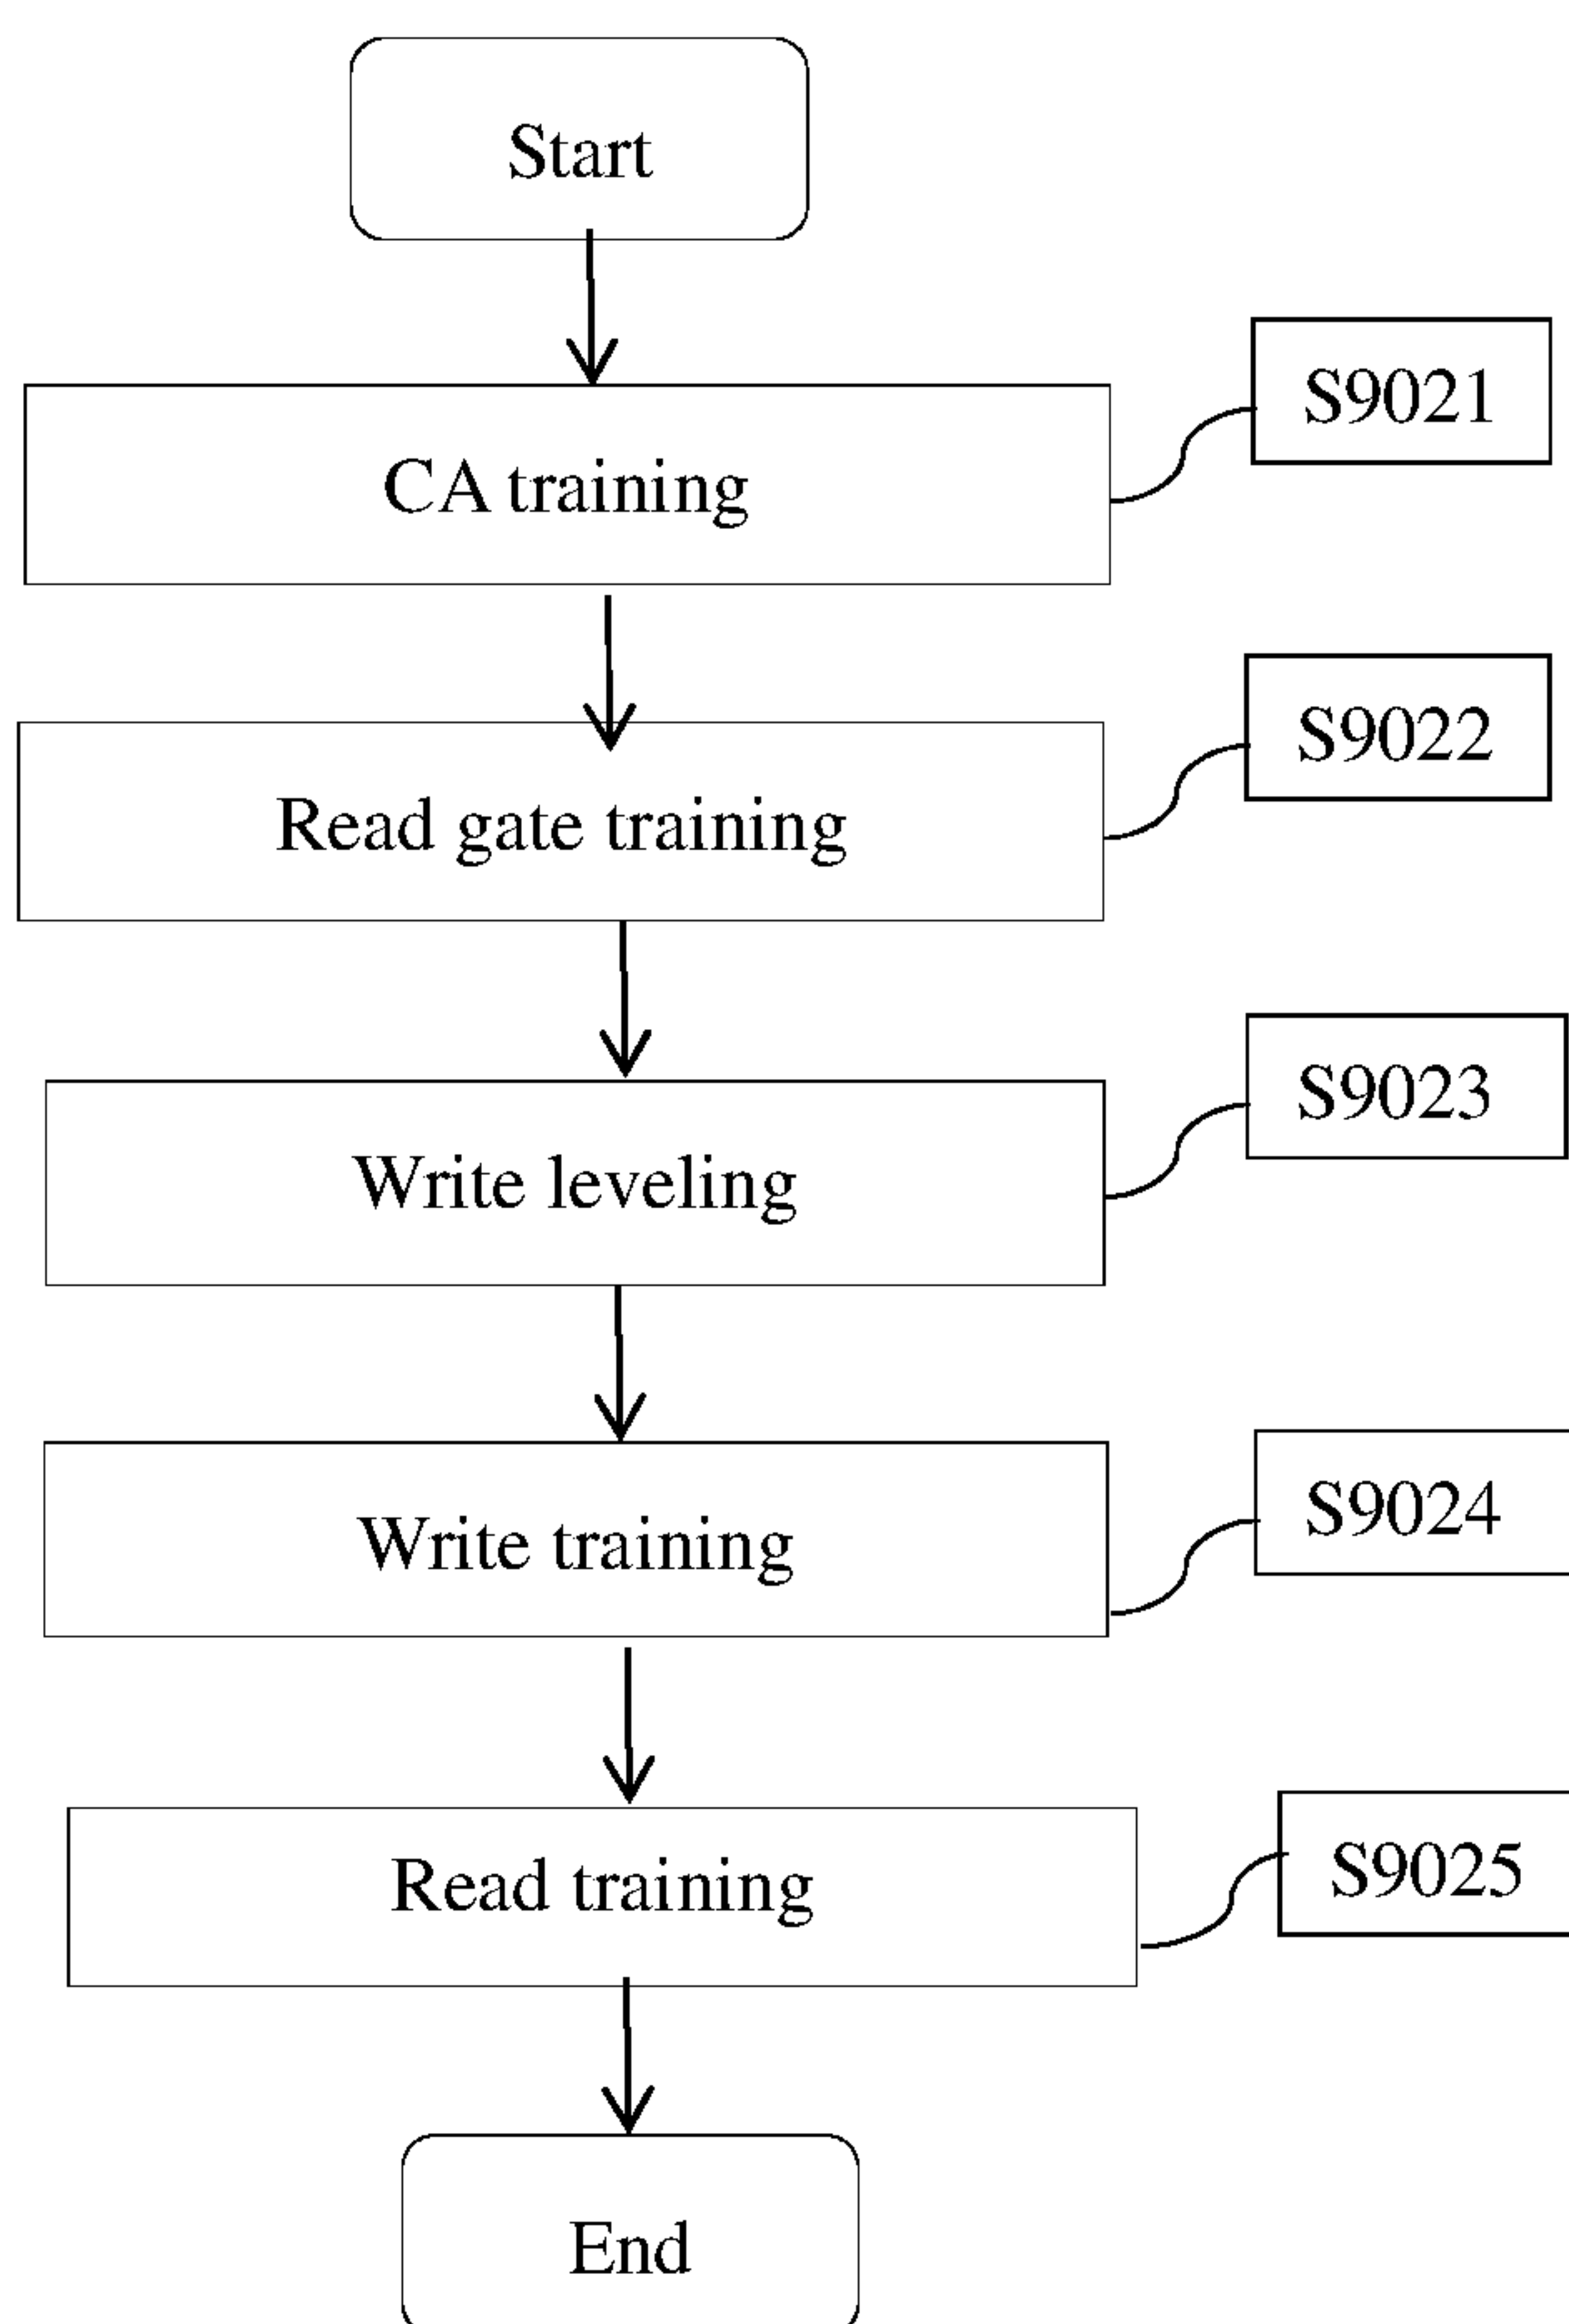 Start
S9021
CA training
S9022
Read gate training
S9023
Write leveling
S9024
Write training
S9025
Read training
End